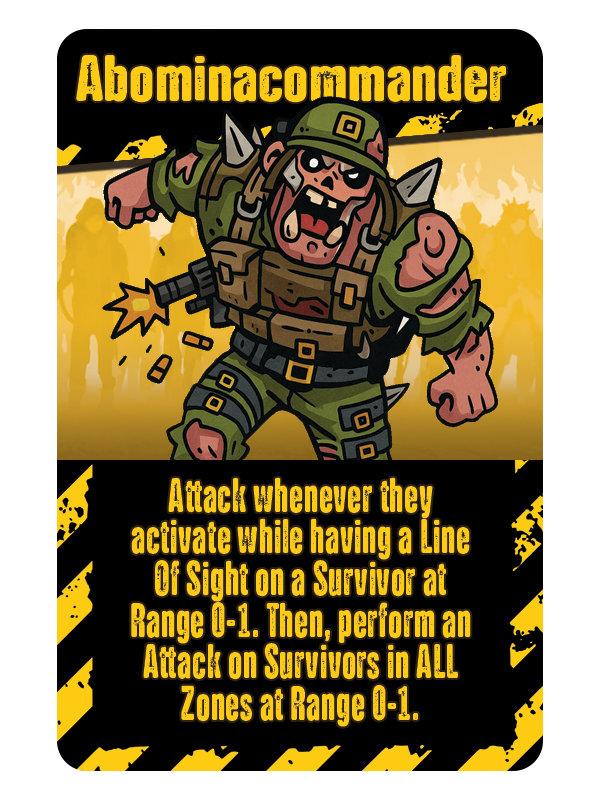 Abominacommander
Attack whenever they
activate while having a Line
Of Sight on a Survivor at
Range 0-1. Then, perform an
Attack on Survivors in ALL
Zones at Range 0-1.